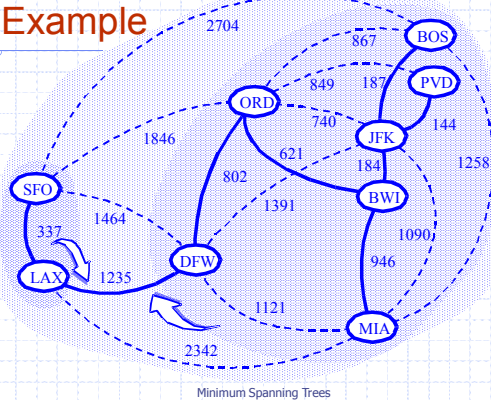 Example
2704
BOS
867
PVD
849
187
ORD
740
144
JFK
1846
621
184
1258
802
SFO
BWI
1391
1464
337
1090
DFW
946
LAX
1235
1121
MIA
2342
Minimum Spanning Trees